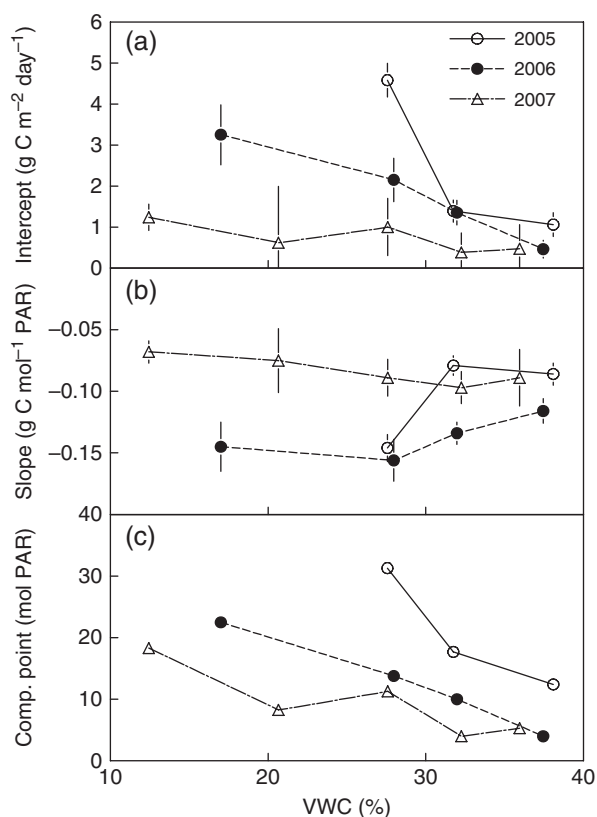 (a)
2005
2006
2007
6
5
4
3
2
1
0
Intercept (g C m⁻² day⁻¹)
(b)
−0.05
−0.10
−0.15
Slope (g C mol⁻¹ PAR)
(c)
40
30
20
10
0
Comp. point (mol PAR)
10 20 30 40
VWC (%)